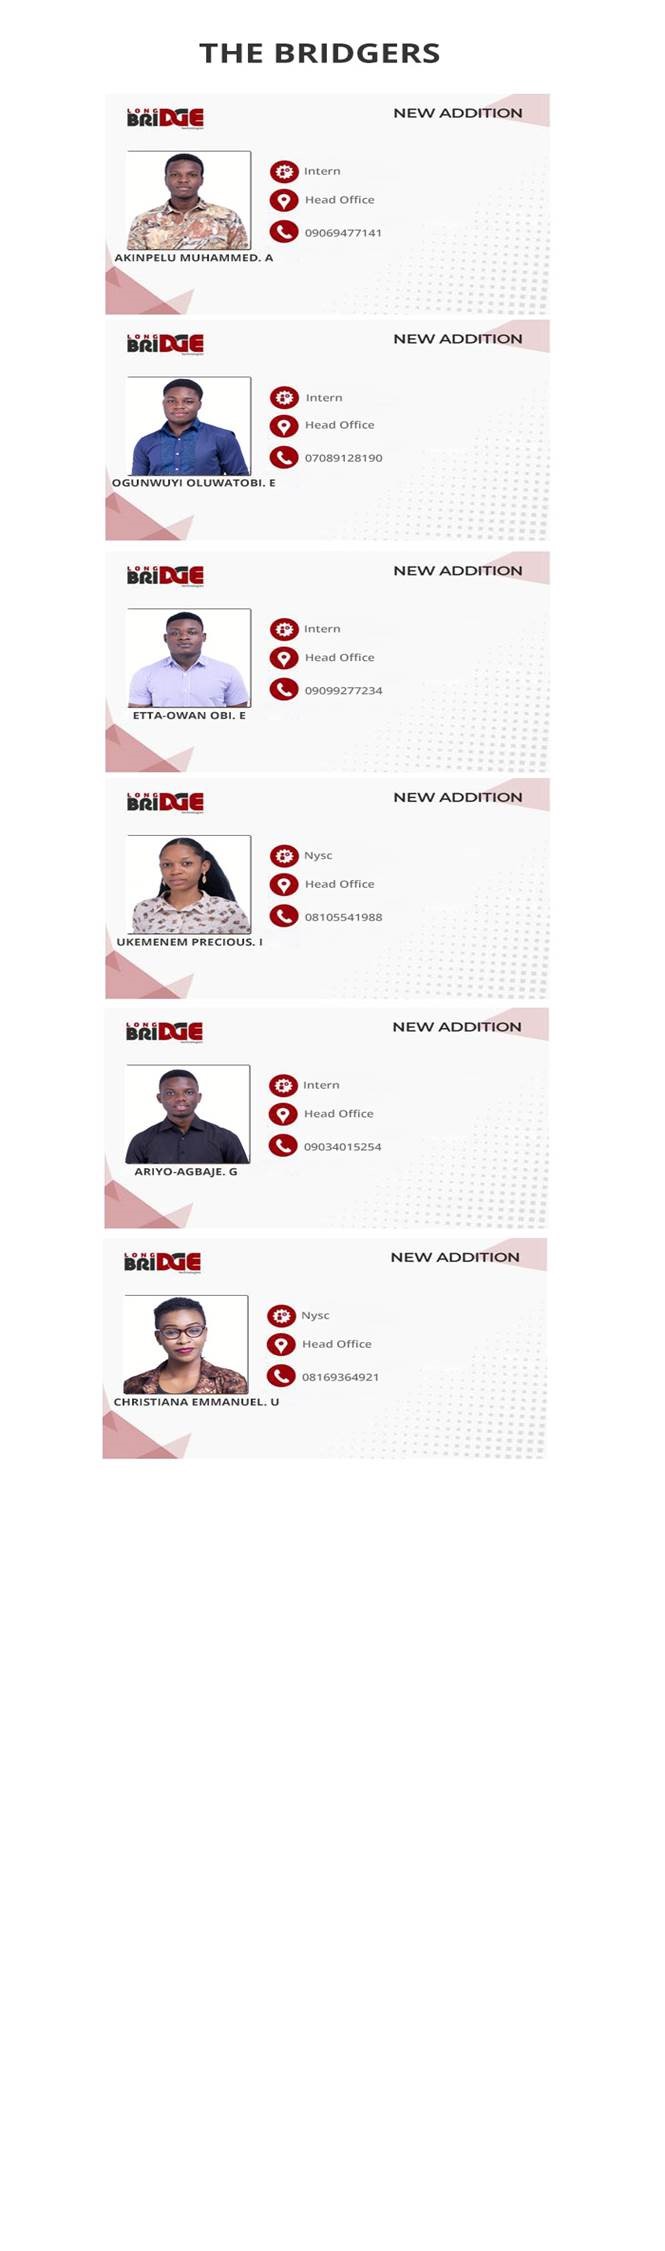 THE BRIDGERS
LONG
BRIDGE
NEW ADDITION
Intern
Head Office
09069477141
AKINPELU MUHAMMED. A
LONG
BRIDGE
NEW ADDITION
Intern
Head Office
07089128190
OGUNWUYI OLUWATOBI. E
LONG
BRIDGE
NEW ADDITION
Intern
Head Office
09099277234
ETTA-OWAN OBI. E
LONG
BRIDGE
NEW ADDITION
Nysc
Head Office
08105541988
UKEMENEM PRECIOUS. I
LONG
BRIDGE
NEW ADDITION
Intern
Head Office
09034015254
ARIYO-AGBAJE. G
LONG
BRIDGE
NEW ADDITION
Nysc
Head Office
08169364921
CHRISTIANA EMMANUEL. U